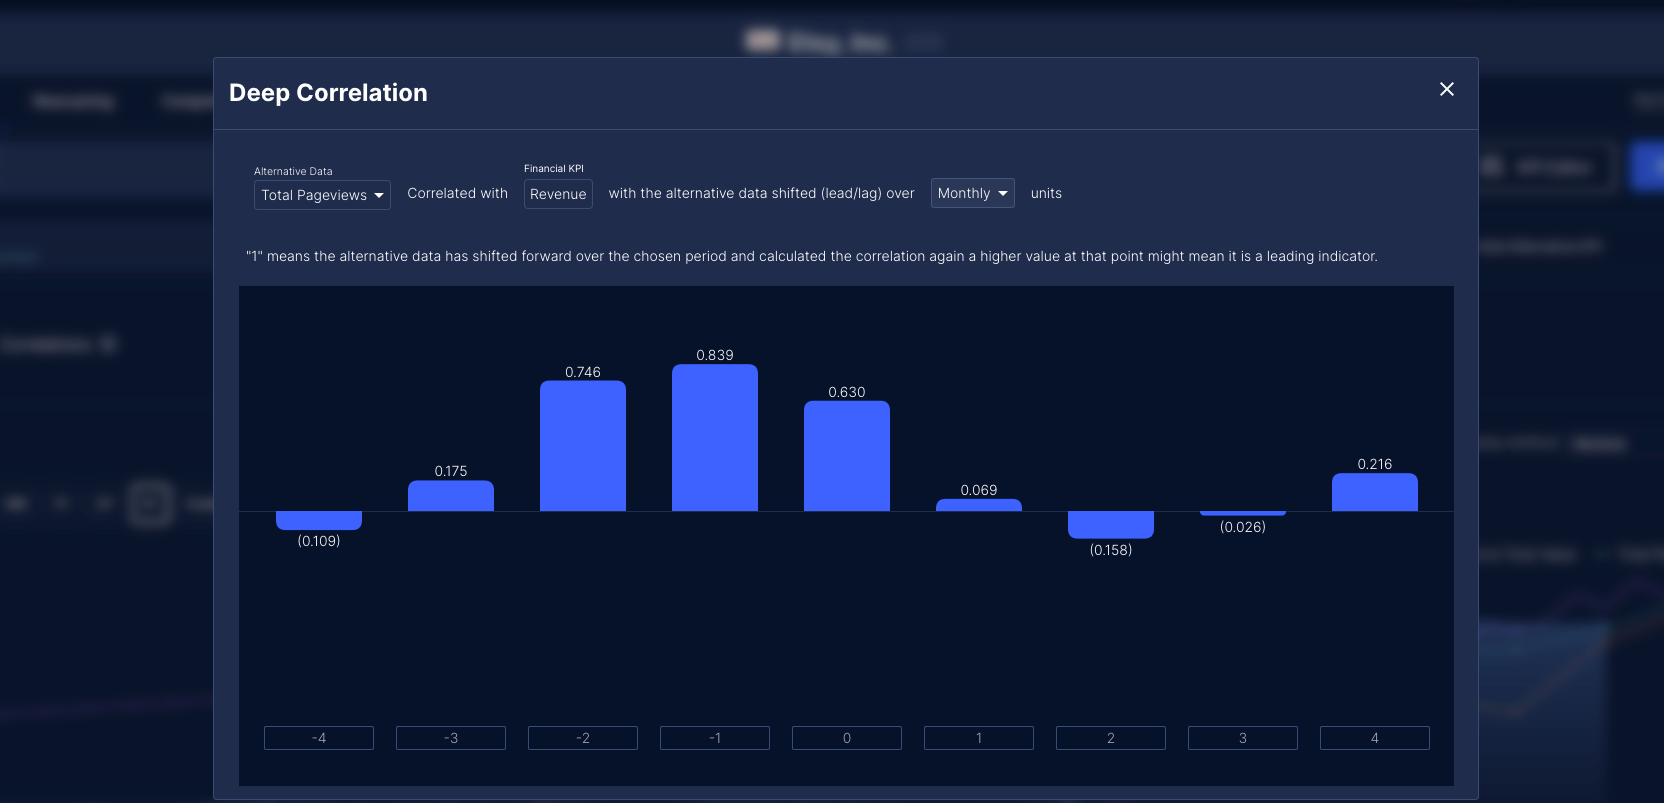 Deep Correlation
Alternative Data
Financial KPI
Total Pageviews Correlated with Revenue with the alternative data shifted (lead/lag) over Monthly units
"1" means the alternative data has shifted forward over the chosen period and calculated the correlation again a higher value at that point might mean it is a leading indicator.
(0.109)
0.175
0.746
0.839
0.630
0.069
(0.158)
(0.026)
0.216
-4 -3 -2 -1 0 1 2 3 4